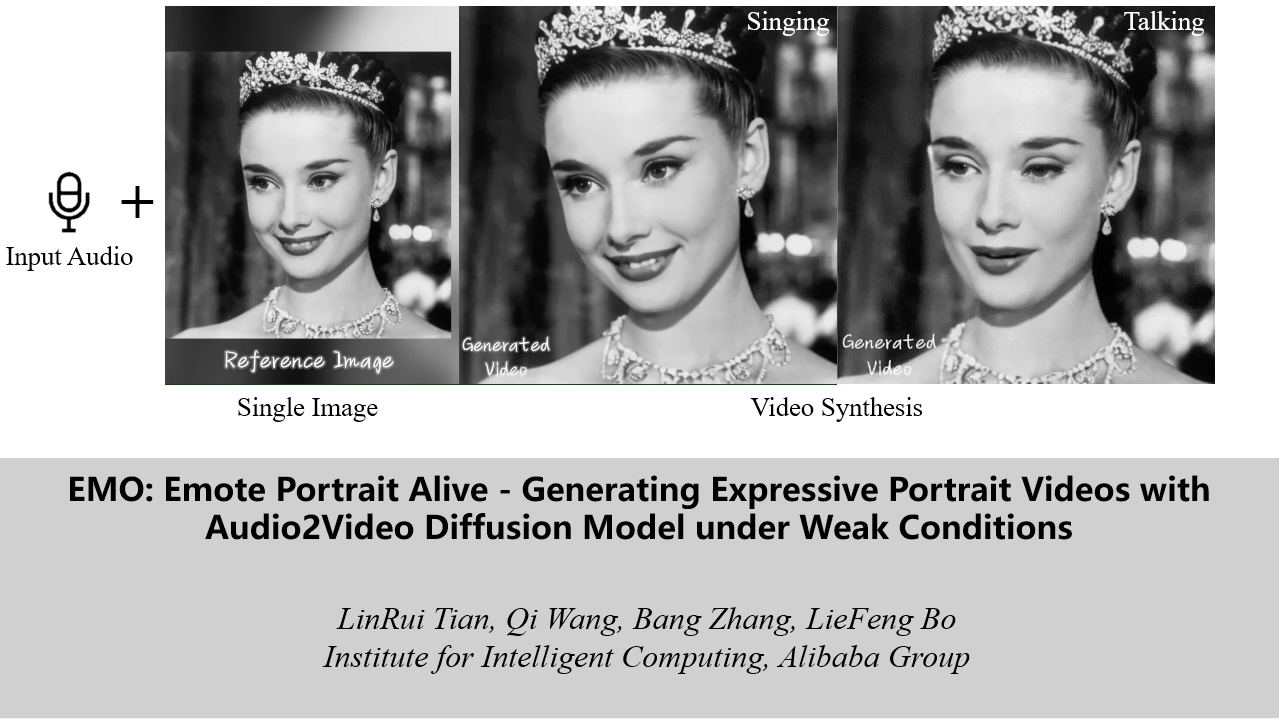 Singing
Talking
Input Audio
Reference Image
Generated
Video
Generated
Video
Single Image
Video Synthesis
EMO: Emote Portrait Alive - Generating Expressive Portrait Videos with
Audio2Video Diffusion Model under Weak Conditions
LinRui Tian, Qi Wang, Bang Zhang, LieFeng Bo
Institute for Intelligent Computing, Alibaba Group